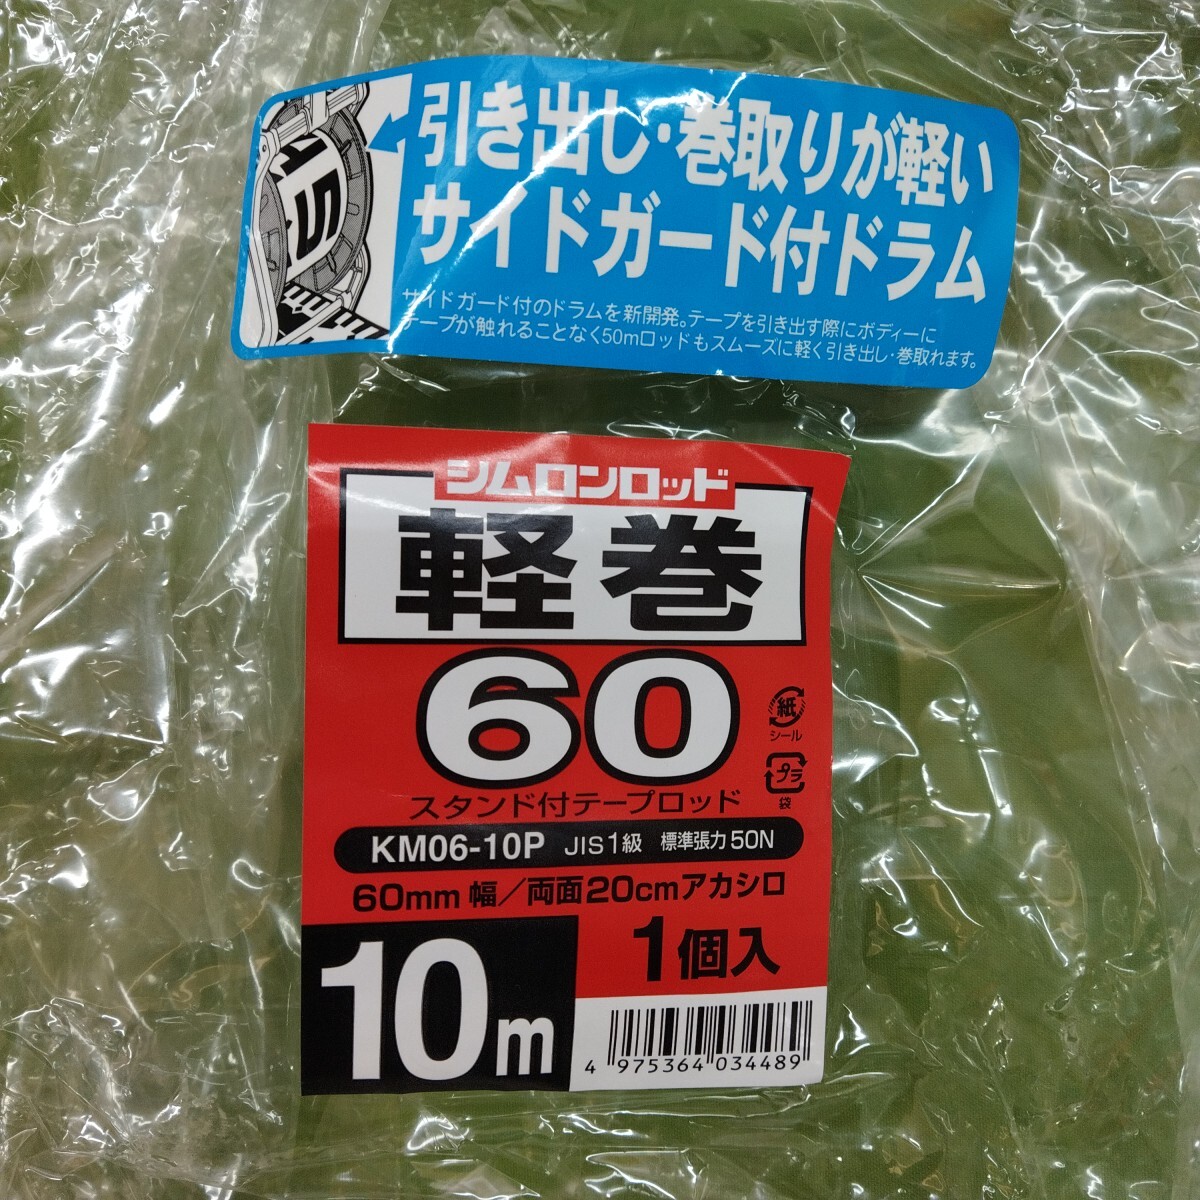 引き出し・巻取りが軽い
サイドガード付ドラム
サイドガード付のドラムを新開発。テープを引き出す際にボディーに
テープが触れることなく50mロッドもスムーズに軽く引き出し・巻取れます。
シムロンロッド
軽巻
60
紙
シール
プラ
袋
スタンド付テープロッド
KM06-10P JIS1級 標準張力50N
60mm幅/両面20cmアカシロ
10m
1個入
4 975364 034489